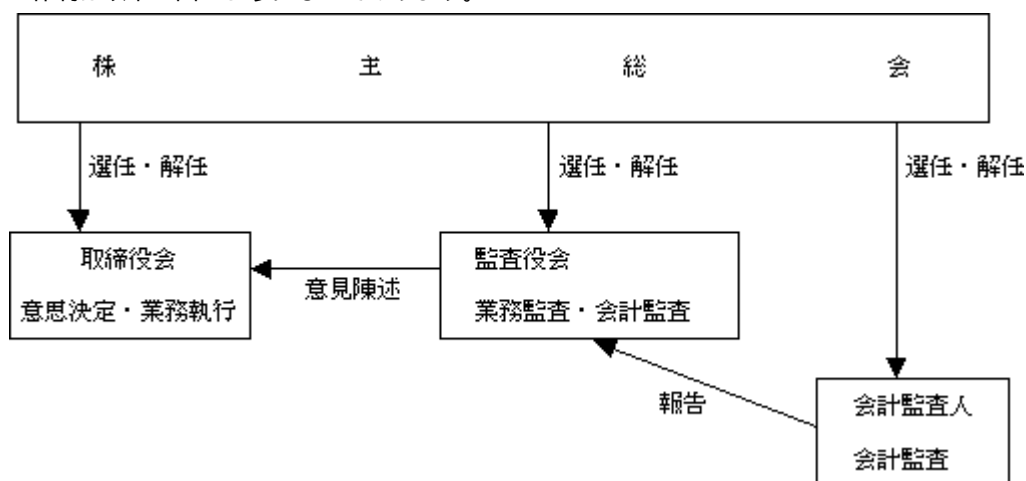 株主総会
選任・解任
選任・解任
選任・解任
取締役会
意思決定・業務執行
意見陳述
監査役会
業務監査・会計監査
報告
会計監査人
会計監査